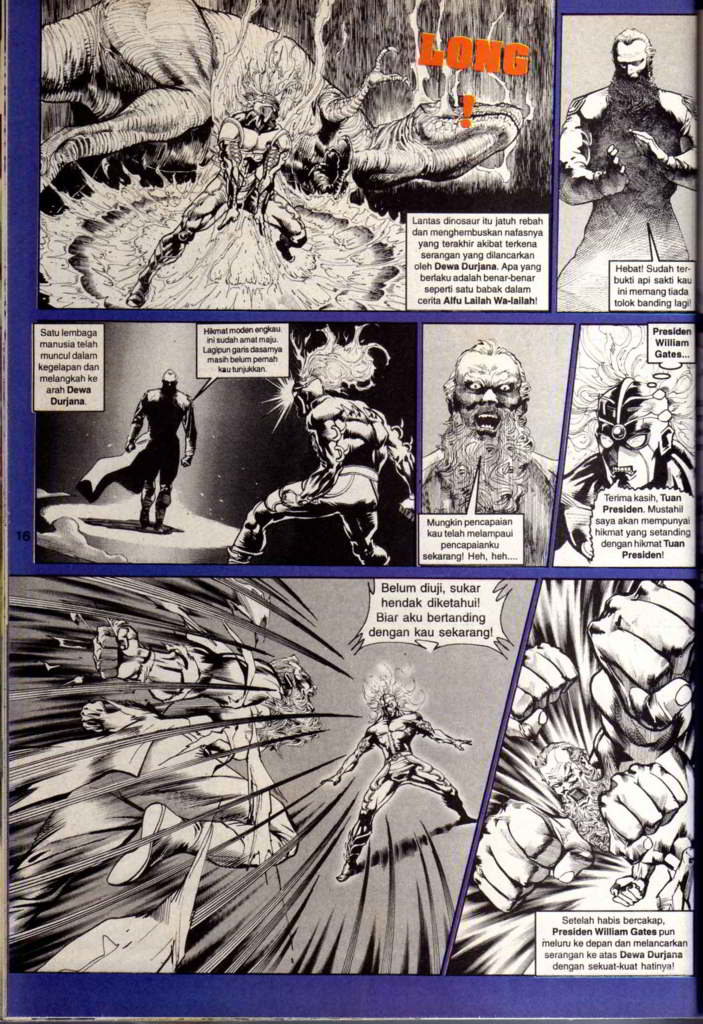 LONG
!
Lantas dinosaur itu jatuh rebah
dan menghembuskan nafasnya
yang terakhir akibat terkena
serangan yang dilancarkan
oleh Dewa Durjana. Apa yang
berlaku adalah benar-benar
seperti satu babak dalam
cerita Alfu Lailah Wa-lailah!
Hebat! Sudah ter-
bukti api sakti kau
ini memang tiada
tolok banding lagi!
Satu lembaga
manusia telah
muncul dalam
kegelapan dan
melangkah ke
arah Dewa
Durjana.
Hikmat moden engkau
ini sudah amat maju.
Lagipun garis dasarnya
masih belum pernah
kau tunjukkan.
Mungkin pencapaian
kau telah melampaui
pencapaianku
sekarang! Heh, heh....
Presiden
William
Gates...
Terima kasih, Tuan
Presiden. Mustahil
saya akan mempunyai
hikmat yang setanding
dengan hikmat Tuan
Presiden!
16
Belum diuji, sukar
hendak diketahui!
Biar aku bertanding
dengan kau sekarang!
Setelah habis bercakap,
Presiden William Gates pun
meluru ke depan dan melancarkan
serangan ke atas Dewa Durjana
dengan sekuat-kuat hatinya!